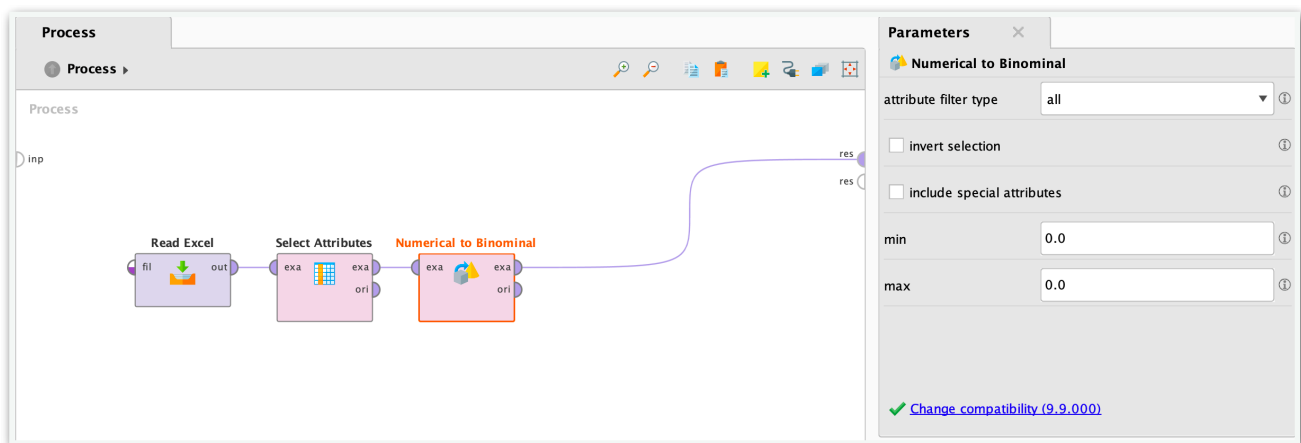 Process
Process
Process
inp
res
res
Read Excel
Select Attributes
Numerical to Binominal
fil
out
exa
exa
ori
exa
exa
ori
Parameters
Numerical to Binominal
attribute filter type
all
invert selection
include special attributes
min
0.0
max
0.0
Change compatibility (9.9.000)